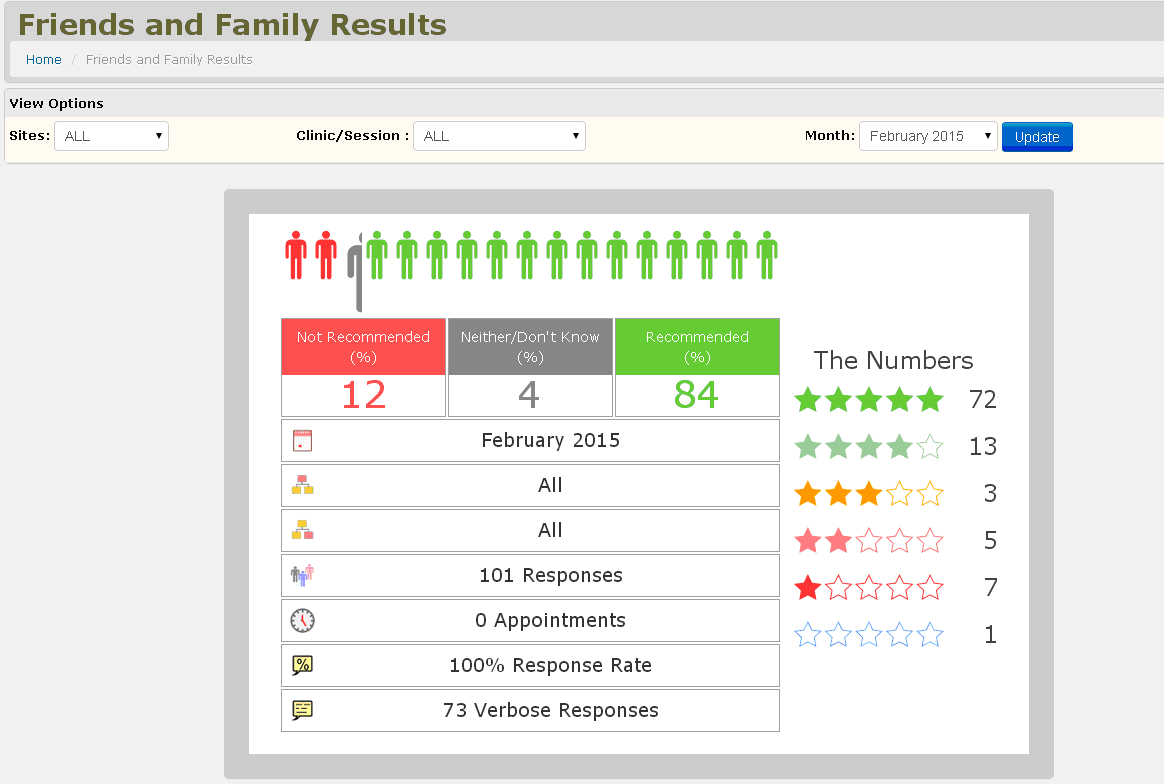 Friends and Family Results
Home / Friends and Family Results
View Options
Sites: ALL Clinic/Session : ALL Month: February 2015 Update
Not Recommended
(%)
12
Neither/Don't Know
(%)
4
Recommended
(%)
84
February 2015
All
All
101 Responses
0 Appointments
100% Response Rate
73 Verbose Responses
The Numbers
72
13
3
5
7
1